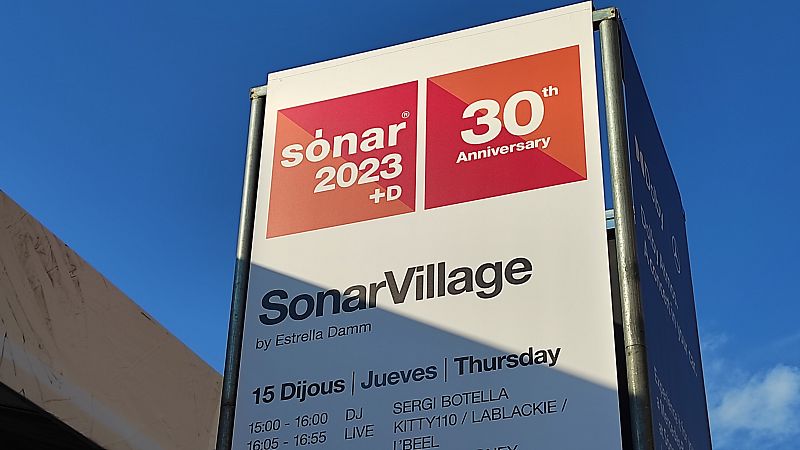 sónar®
2023
+D
30th
Anniversary
SonarVillage
by Estrella Damm
15 Dijous | Jueves | Thursday
15:00 - 16:00 DJ SERGI BOTELLA
16:05 - 16:55 LIVE KITTY110 / LABLACKIE /
L'BEEL